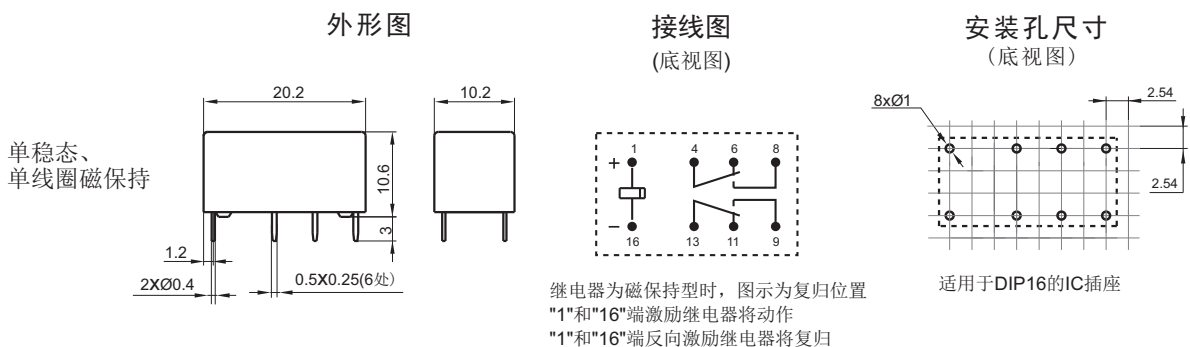 外形图
接线图
(底视图)
安装孔尺寸
(底视图)
单稳态、
单线圈磁保持
20.2
10.2
10.6
3
1.2
2XØ0.4
0.5X0.25(6处)
1 4 6 8
+
−
16 13 11 9
8xØ1
2.54
2.54
继电器为磁保持型时，图示为复归位置
"1"和"16"端激励继电器将动作
"1"和"16"端反向激励继电器将复归
适用于DIP16的IC插座